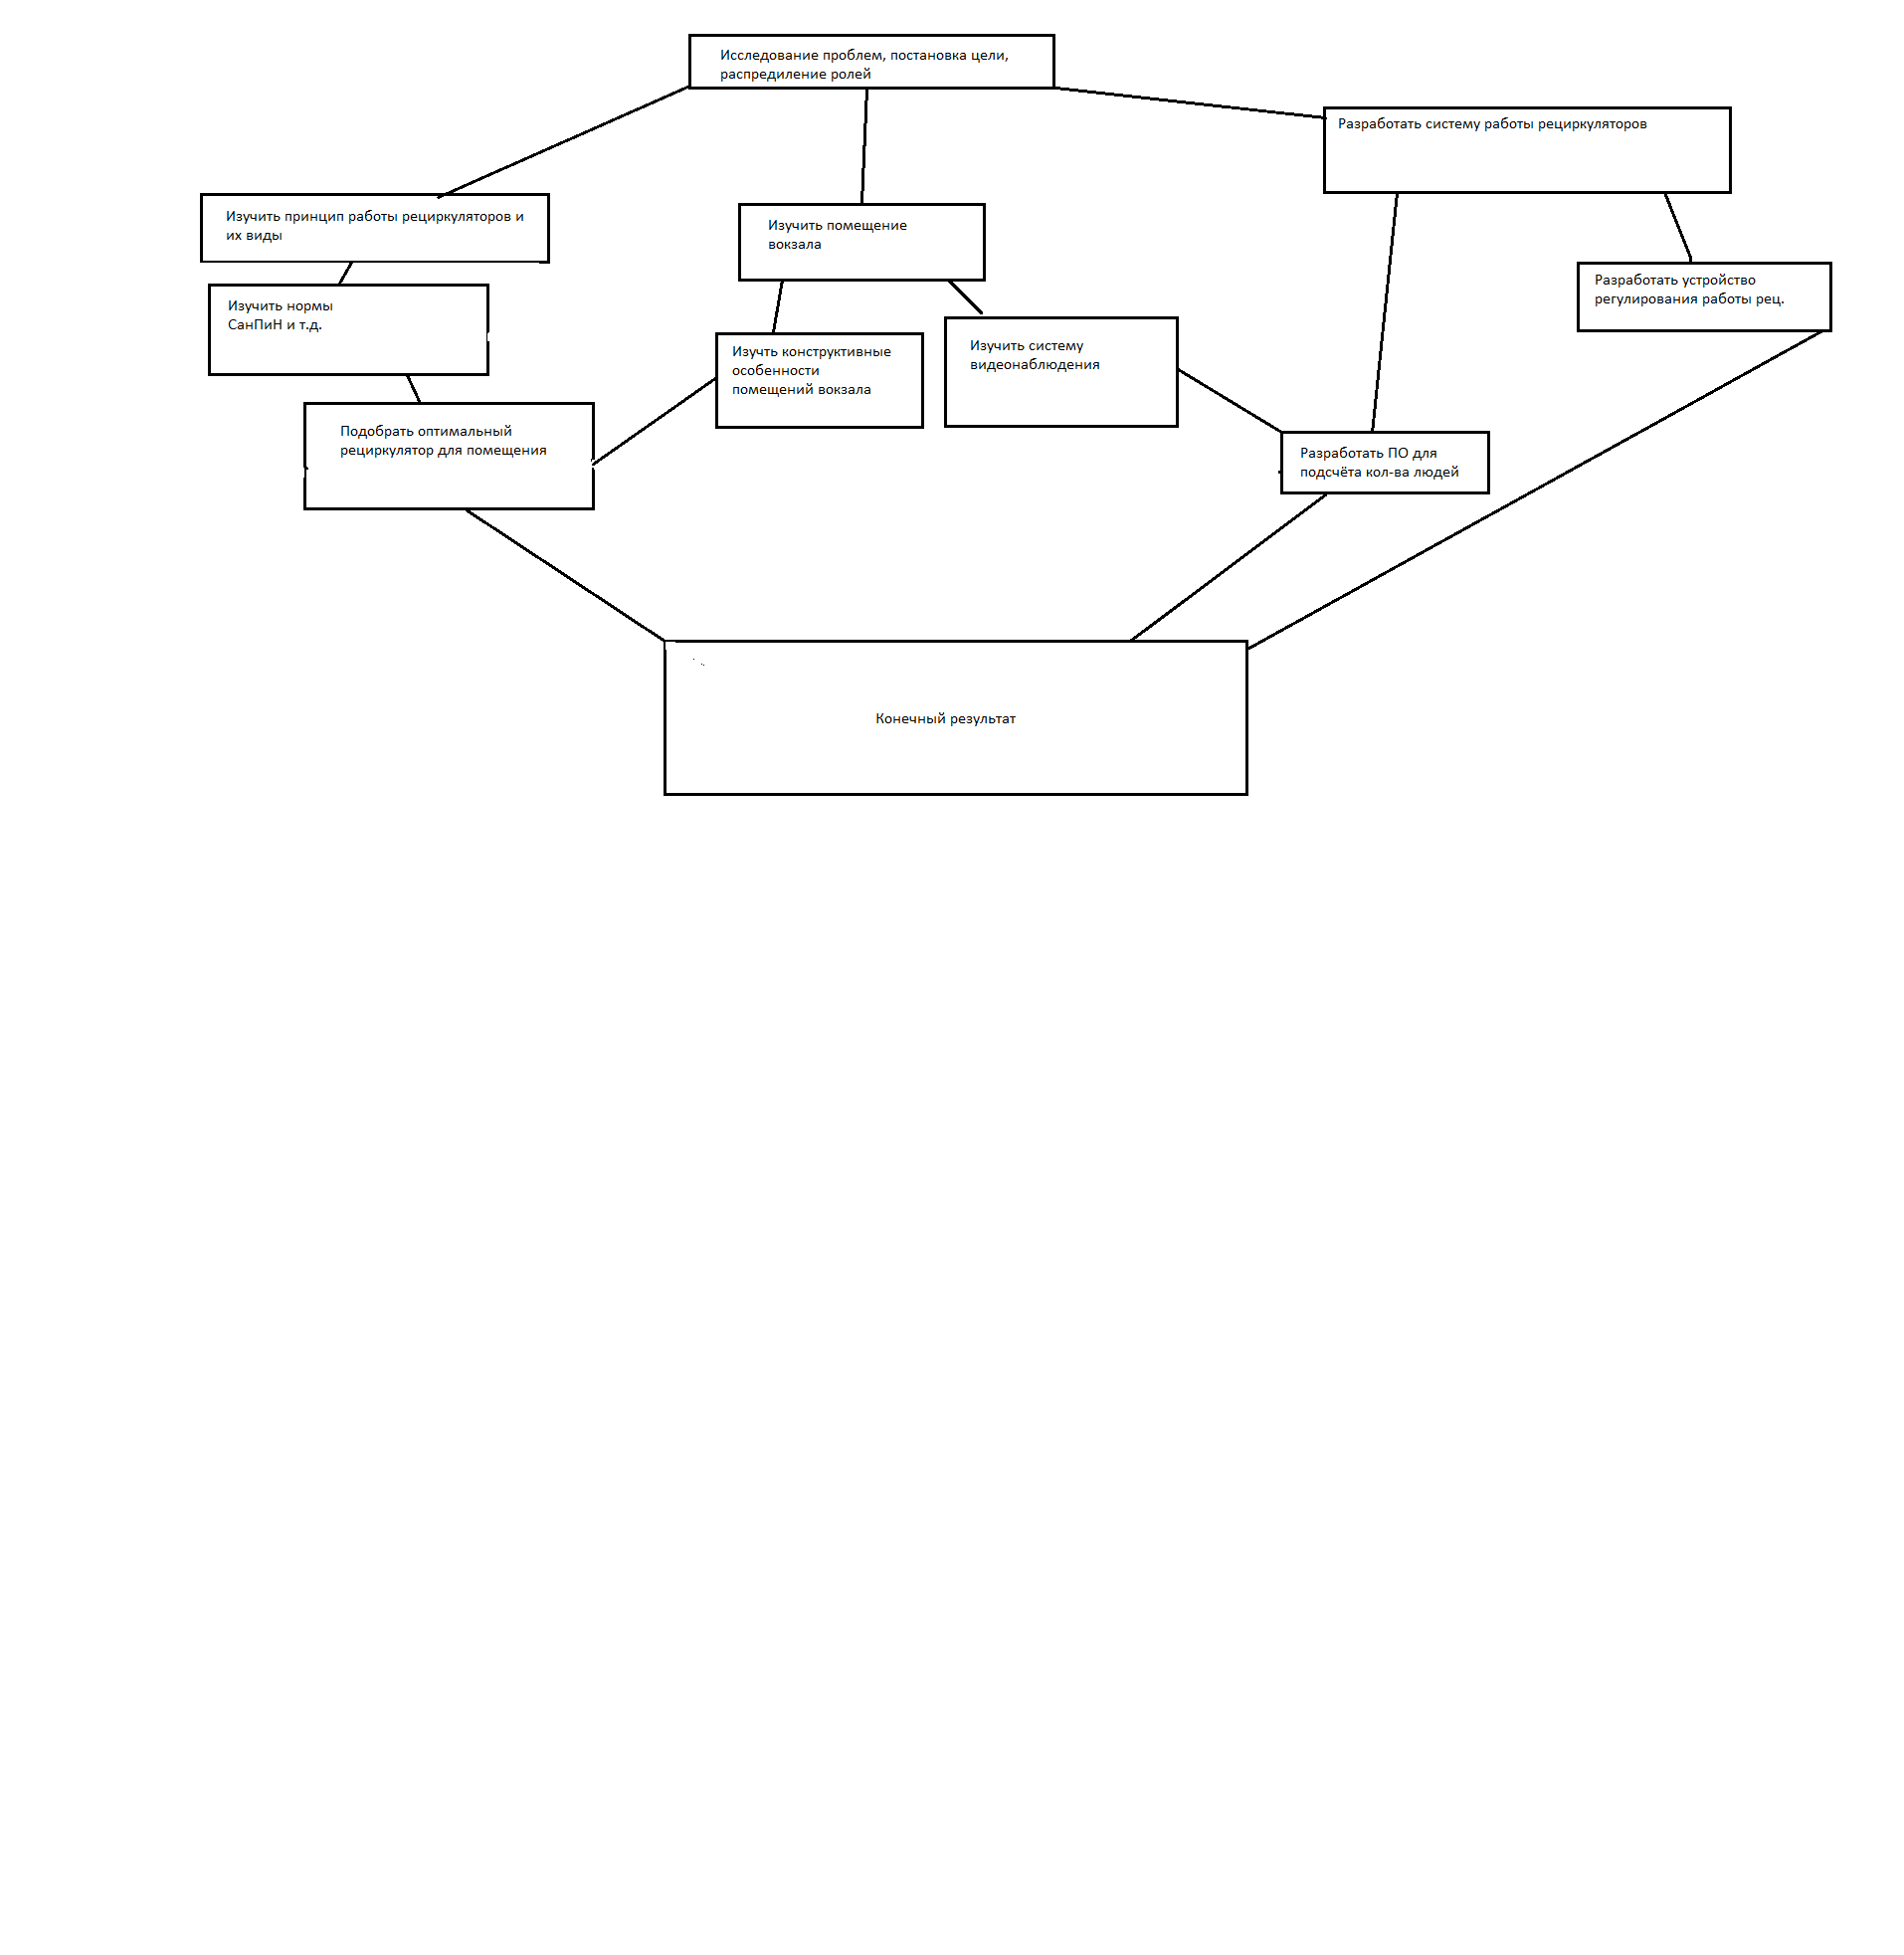 Исследование проблем, постановка цели,
распредиление ролей
Разработать систему работы рециркуляторов
Изучить принцип работы рециркуляторов и
их виды
Изучить помещение
вокзала
Разработать устройство
регулирования работы рец.
Изучить нормы
СанПиН и т.д.
Изучть конструктивные
особенности
помещений вокзала
Изучить систему
видеонаблюдения
Подобрать оптимальный
рециркулятор для помещения
Разработать ПО для
подсчёта кол-ва людей
Конечный результат